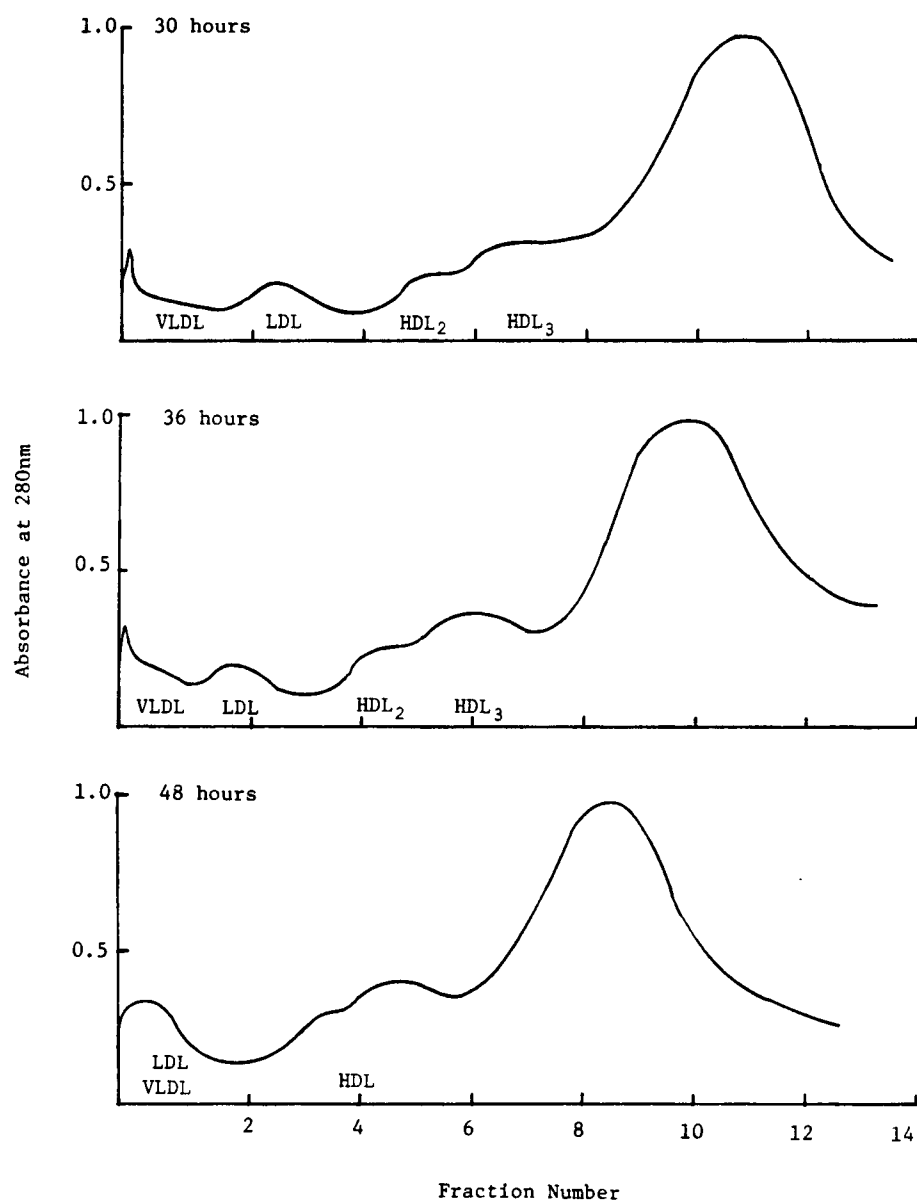 1.0 30 hours
0.5
VLDL LDL HDL2 HDL3
Absorbance at 280nm
1.0 36 hours
0.5
VLDL LDL HDL2 HDL3
1.0 48 hours
0.5
LDL
VLDL HDL
2 4 6 8 10 12 14
Fraction Number